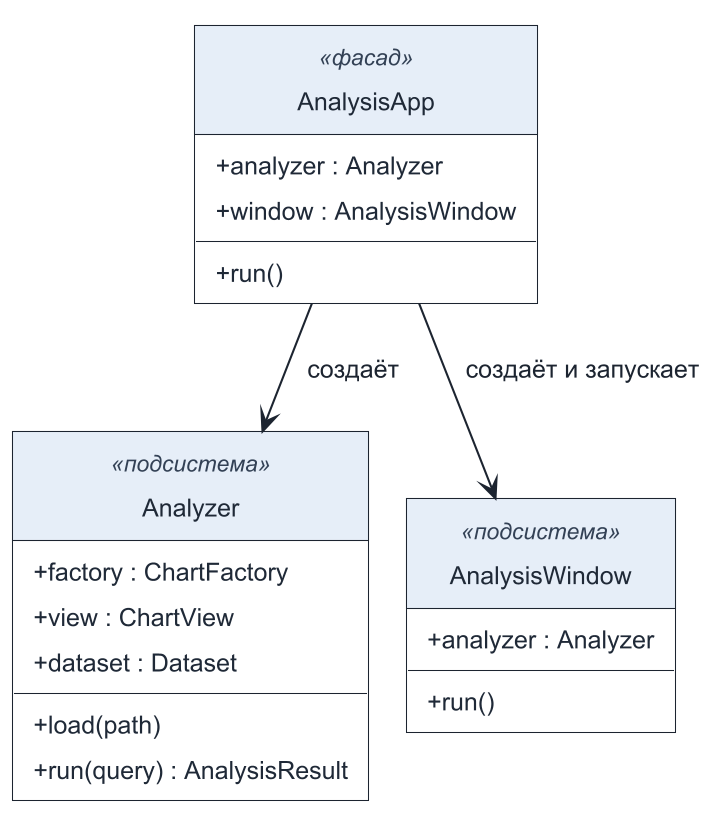 «фасад»
AnalysisApp
+analyzer : Analyzer
+window : AnalysisWindow
+run()
создаёт
создаёт и запускает
«подсистема»
Analyzer
+factory : ChartFactory
+view : ChartView
+dataset : Dataset
+load(path)
+run(query) : AnalysisResult
«подсистема»
AnalysisWindow
+analyzer : Analyzer
+run()